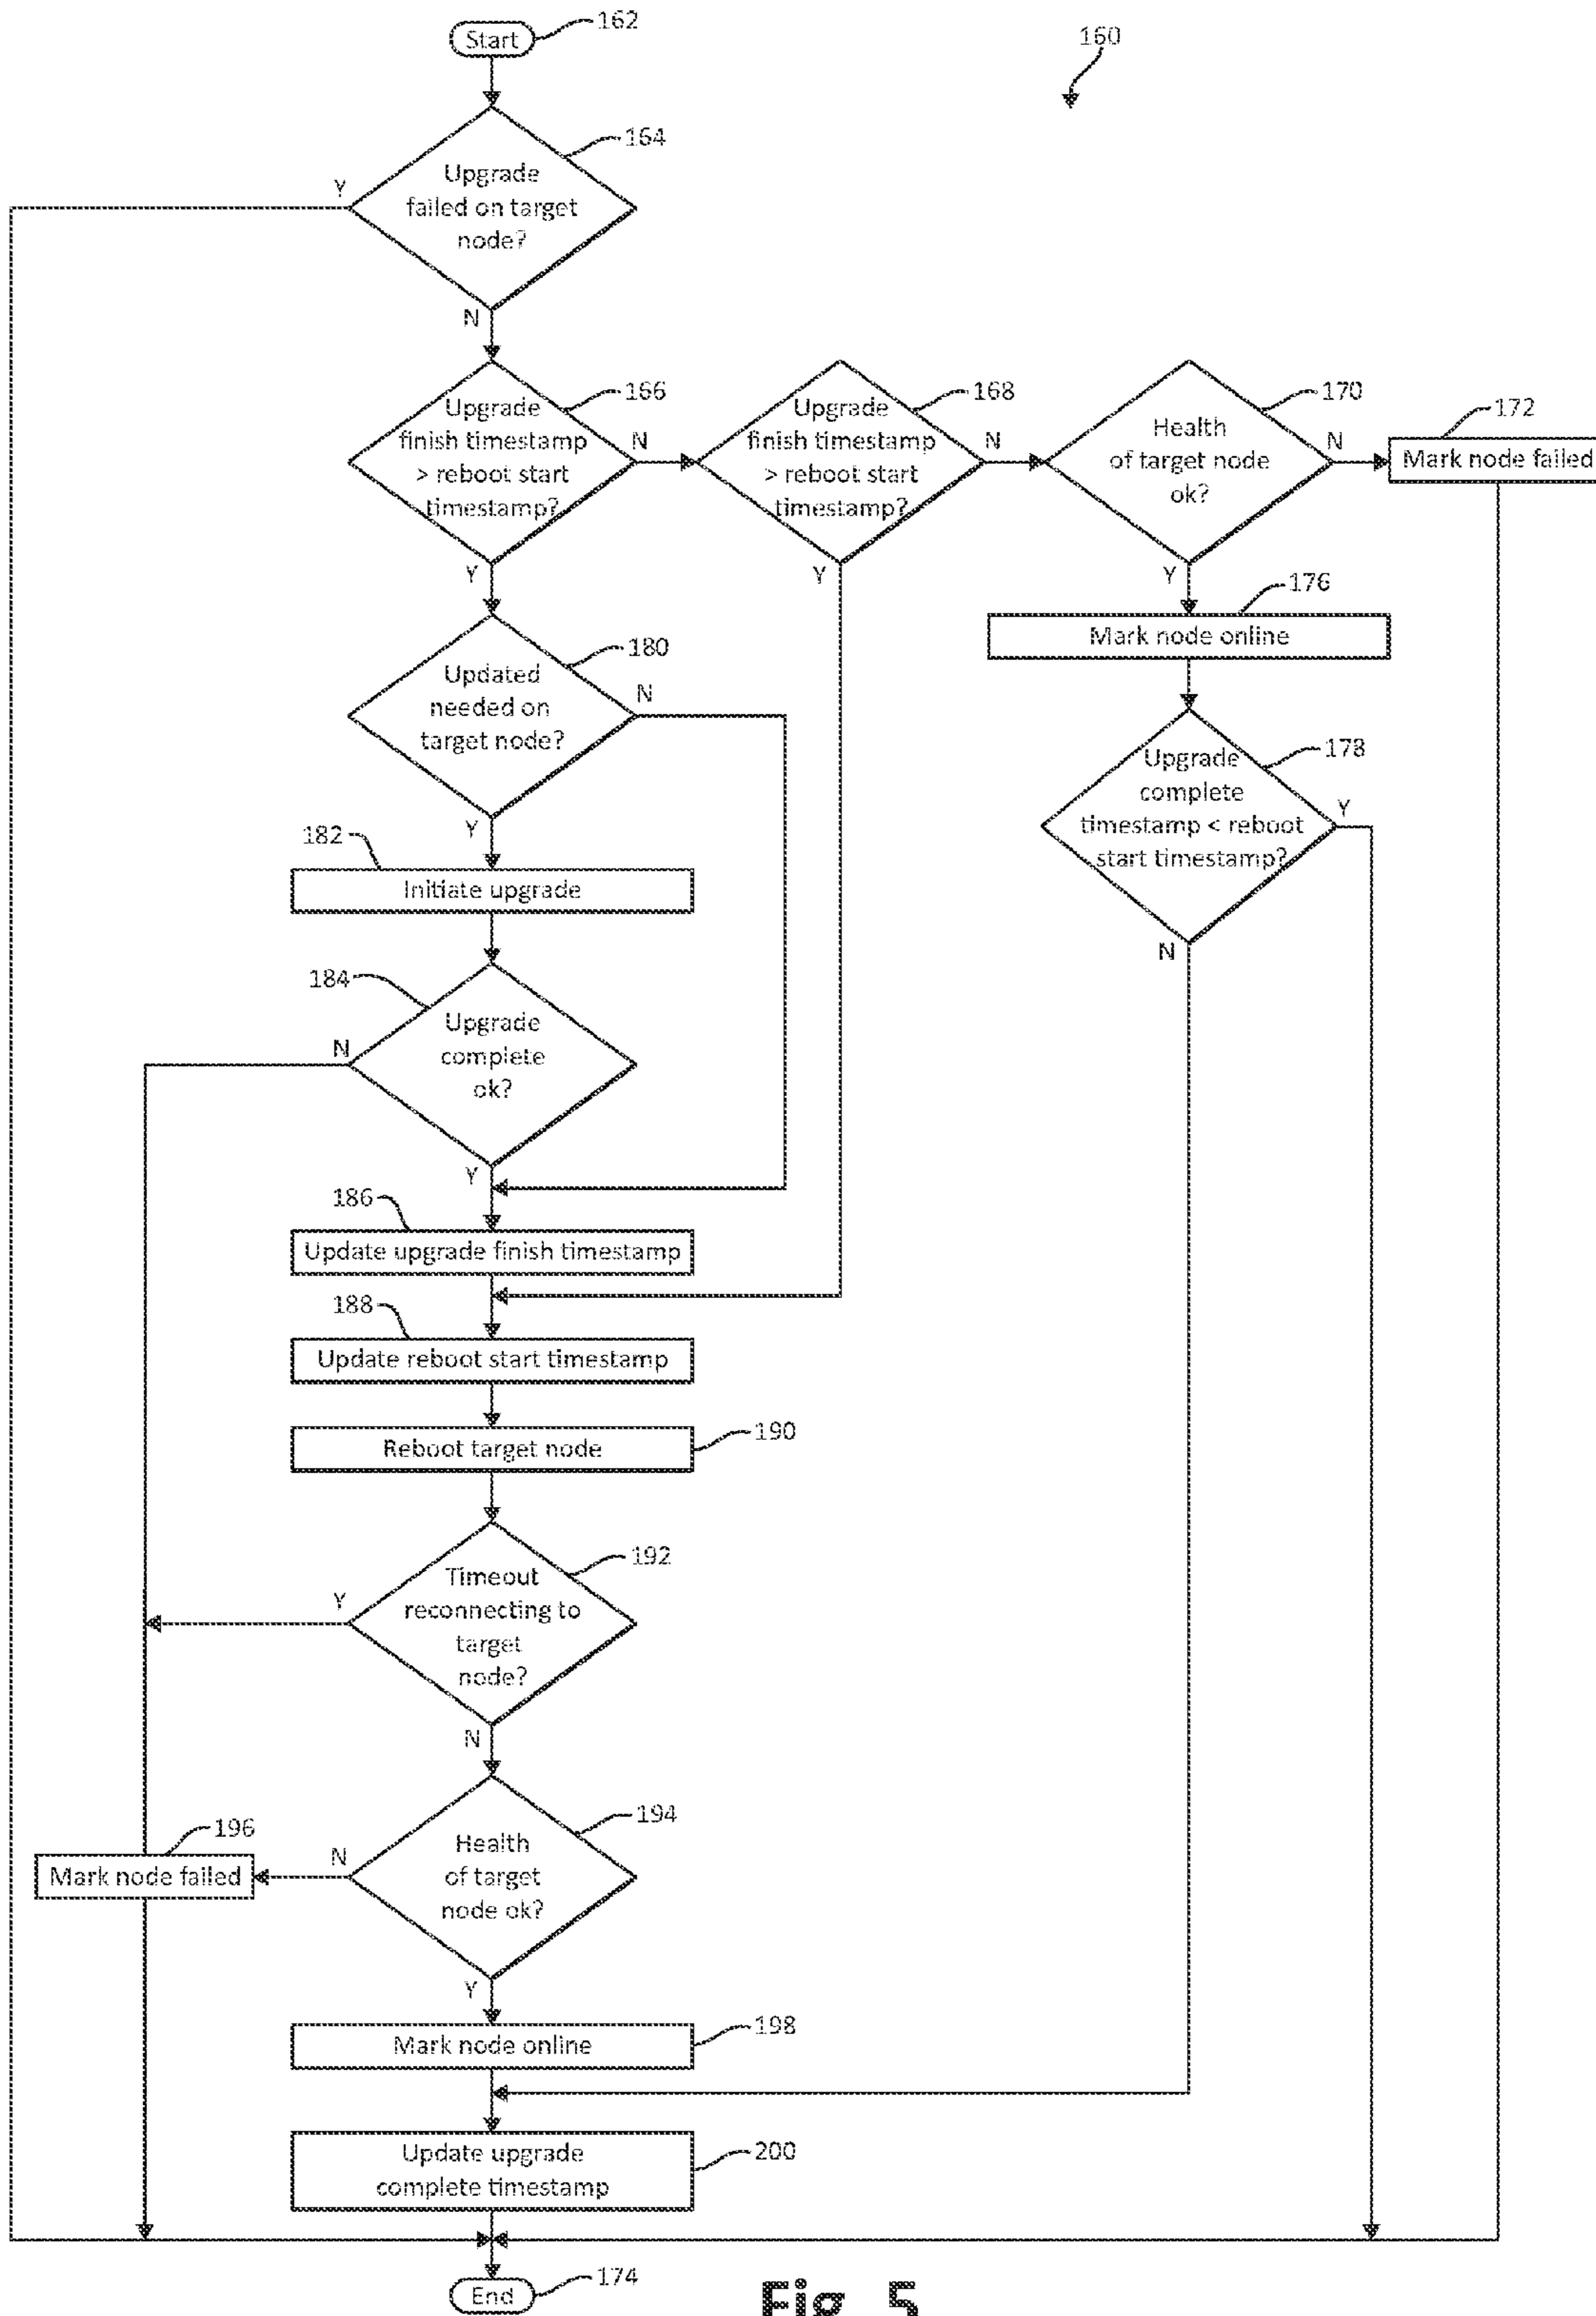 Start
162
160
164
Upgrade
failed on target
node?
Y
N
166
Upgrade
finish timestamp
> reboot start
timestamp?
N
Y
168
Upgrade
finish timestamp
> reboot start
timestamp?
N
Y
170
Health
of target node
ok?
N
Y
172
Mark node failed
176
Mark node online
178
Upgrade
complete
timestamp < reboot
start timestamp?
Y
N
180
Updated
needed on
target node?
N
Y
182
Initiate upgrade
184
Upgrade
complete
ok?
N
Y
186
Update upgrade finish timestamp
188
Update reboot start timestamp
Reboot target node
190
192
Timeout
reconnecting to
target
node?
Y
N
194
Health
of target
node ok?
N
Y
196
Mark node failed
Mark node online
198
Update upgrade
complete timestamp
200
End
174
Fig. 5